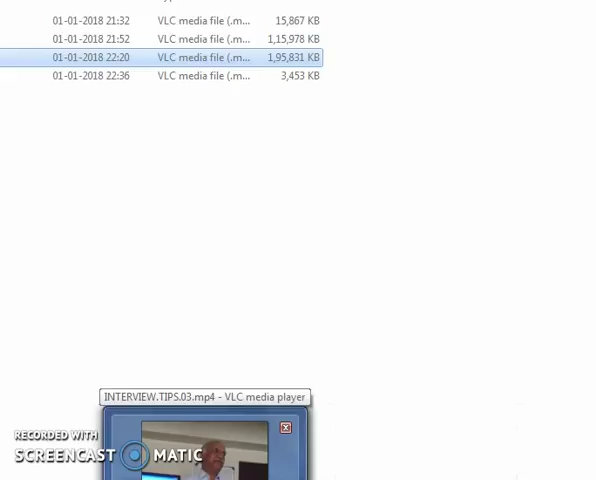 01-01-2018 21:32 VLC media file (.m... 15,867 KB
01-01-2018 21:52 VLC media file (.m... 1,15,978 KB
01-01-2018 22:20 VLC media file (.m... 1,95,831 KB
01-01-2018 22:36 VLC media file (.m... 3,453 KB
INTERVIEW.TIPS.03.mp4 - VLC media player
RECORDED WITH
SCREENCAST MATIC